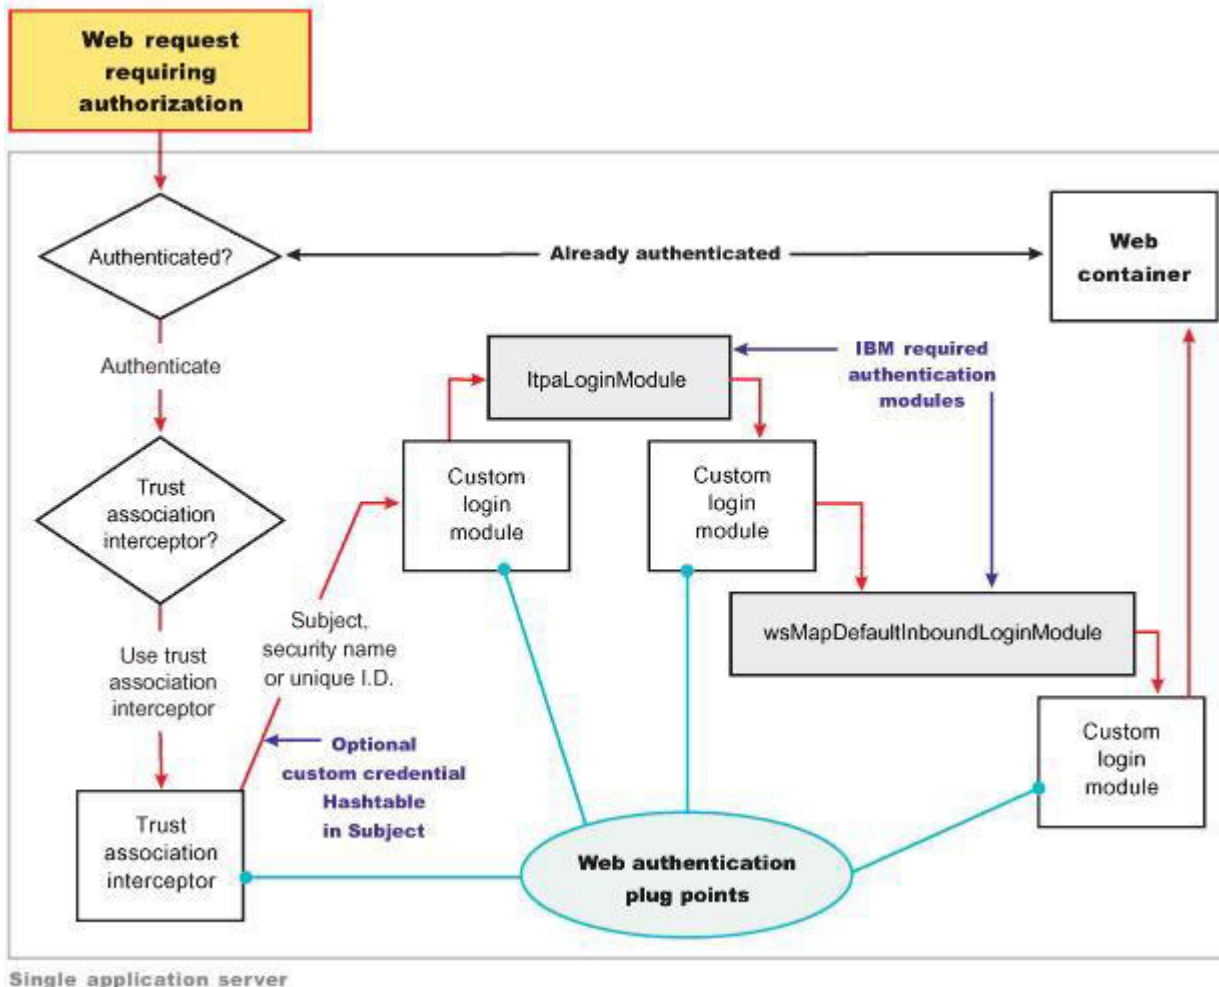 Web request
requiring
authorization
Authenticated?
Already authenticated
Web
container
Authenticate
ltpaLoginModule
IBM required
authentication
modules
Trust
association
interceptor?
Custom
login
module
Custom
login
module
Subject,
security name
or unique I.D.
wsMapDefaultInboundLoginModule
Use trust
association
interceptor
Optional
custom credential
Hashtable
in Subject
Custom
login
module
Trust
association
interceptor
Web authentication
plug points
Single application server